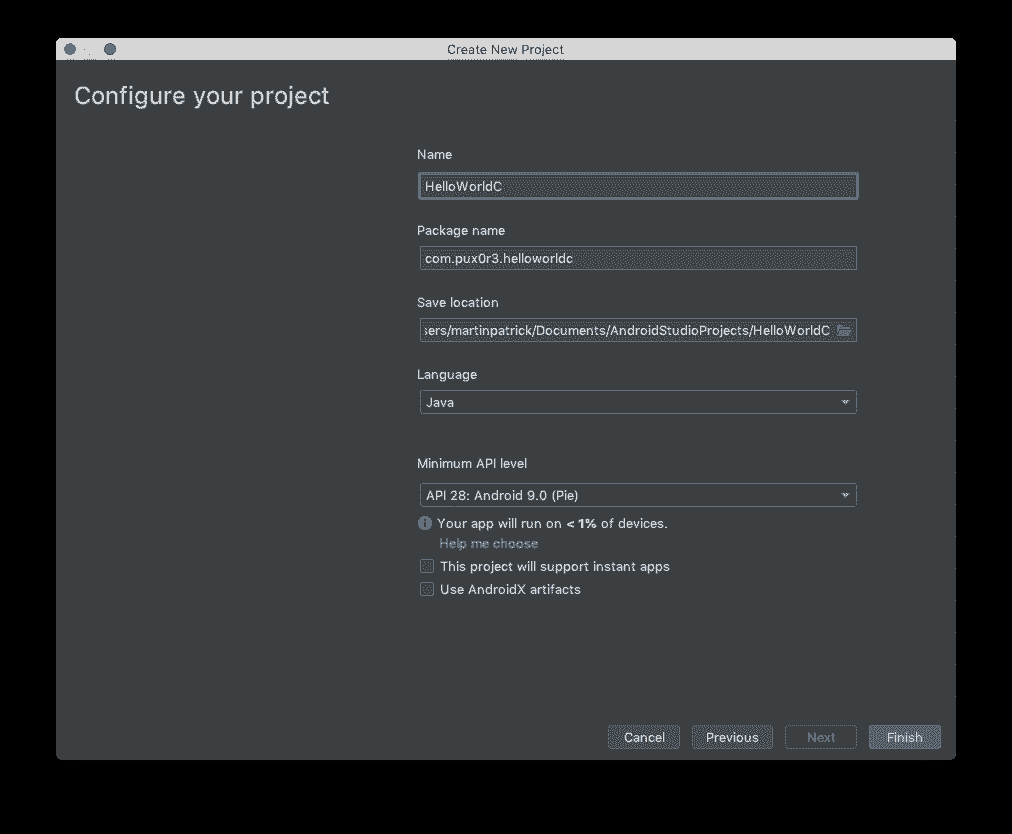 Create New Project
Configure your project
Name
HelloWorldC
Package name
com.pux0r3.helloworldc
Save location
ers/martinpatrick/Documents/AndroidStudioProjects/HelloWorldC
Language
Java
Minimum API level
API 28: Android 9.0 (Pie)
Your app will run on < 1% of devices.
Help me choose
This project will support instant apps
Use AndroidX artifacts
Cancel Previous Next Finish